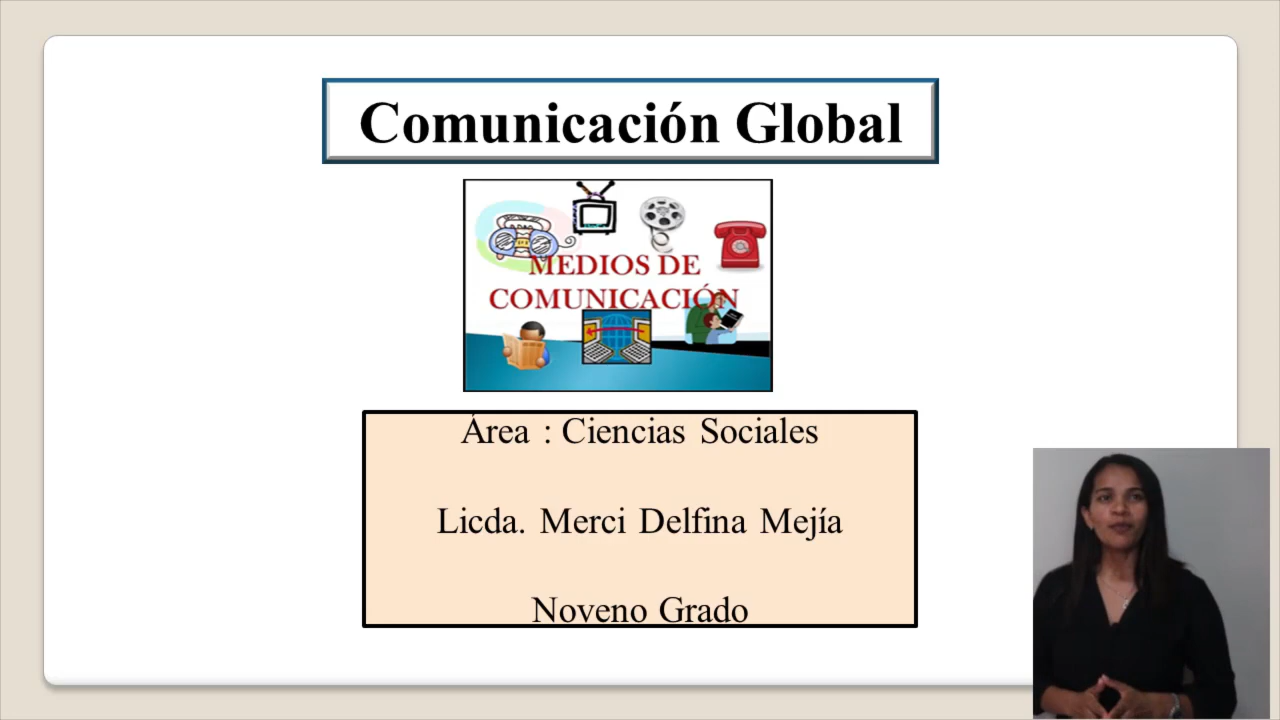 Comunicación Global
MEDIOS DE
COMUNICACIÓN
Área : Ciencias Sociales
Licda. Merci Delfina Mejía
Noveno Grado